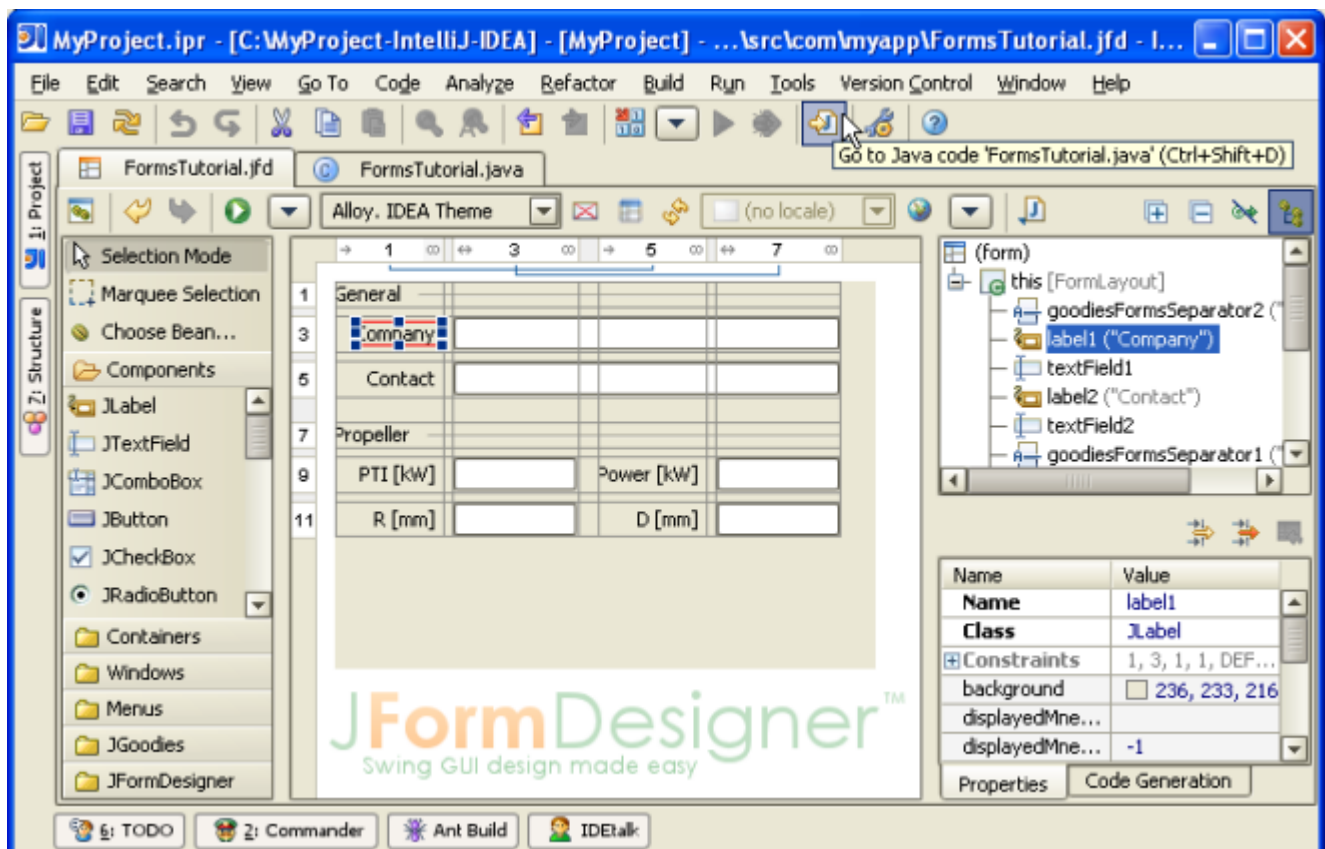 MyProject.ipr - [C:\MyProject-IntelliJ-IDEA] - [MyProject] - ...\src\com\myapp\FormsTutorial.jfd - I...
File Edit Search View Go To Code Analyze Refactor Build Run Tools Version Control Window Help
Go to Java code 'FormsTutorial.java' (Ctrl+Shift+D)
1: Project
7: Structure
FormsTutorial.jfd
FormsTutorial.java
Alloy. IDEA Theme
(no locale)
Selection Mode
Marquee Selection
Choose Bean...
Components
JLabel
JTextField
JComboBox
JButton
JCheckBox
JRadioButton
Containers
Windows
Menus
JGoodies
JFormDesigner
1 3 5 7
1 General
3 Company
5 Contact
7 Propeller
9 PTI [kW] Power [kW]
11 R [mm] D [mm]
JFormDesigner™
Swing GUI design made easy
(form)
this [FormLayout]
goodiesFormsSeparator2 ("
label1 ("Company")
textField1
label2 ("Contact")
textField2
goodiesFormsSeparator1 ("
Name Value
Name label1
Class JLabel
Constraints 1, 3, 1, 1, DEF...
background 236, 233, 216
displayedMne...
displayedMne... -1
Properties Code Generation
6: TODO 2: Commander Ant Build IDEtalk